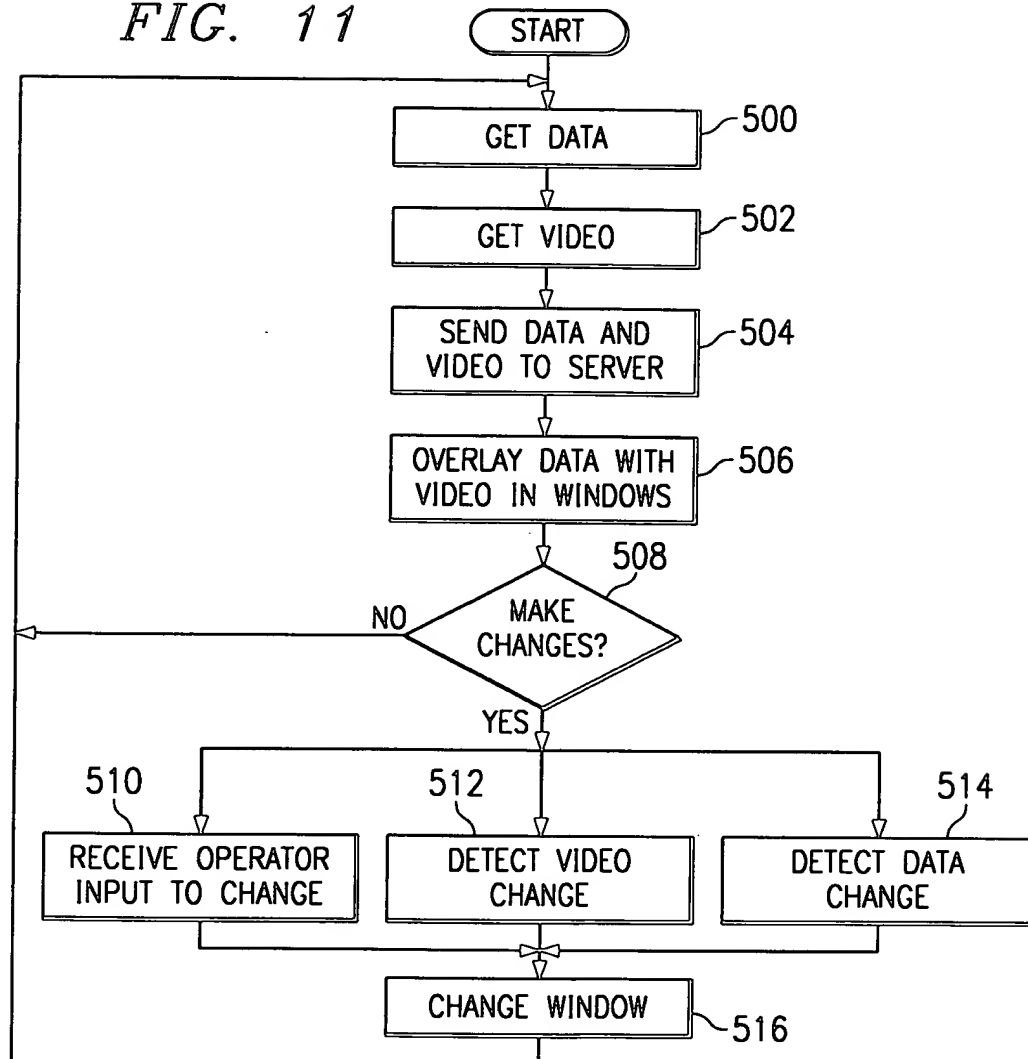 FIG. 11
START
GET DATA
500
GET VIDEO
502
SEND DATA AND
VIDEO TO SERVER
504
OVERLAY DATA WITH
VIDEO IN WINDOWS
506
508
MAKE
CHANGES?
NO
YES
510
RECEIVE OPERATOR
INPUT TO CHANGE
512
DETECT VIDEO
CHANGE
514
DETECT DATA
CHANGE
CHANGE WINDOW
516